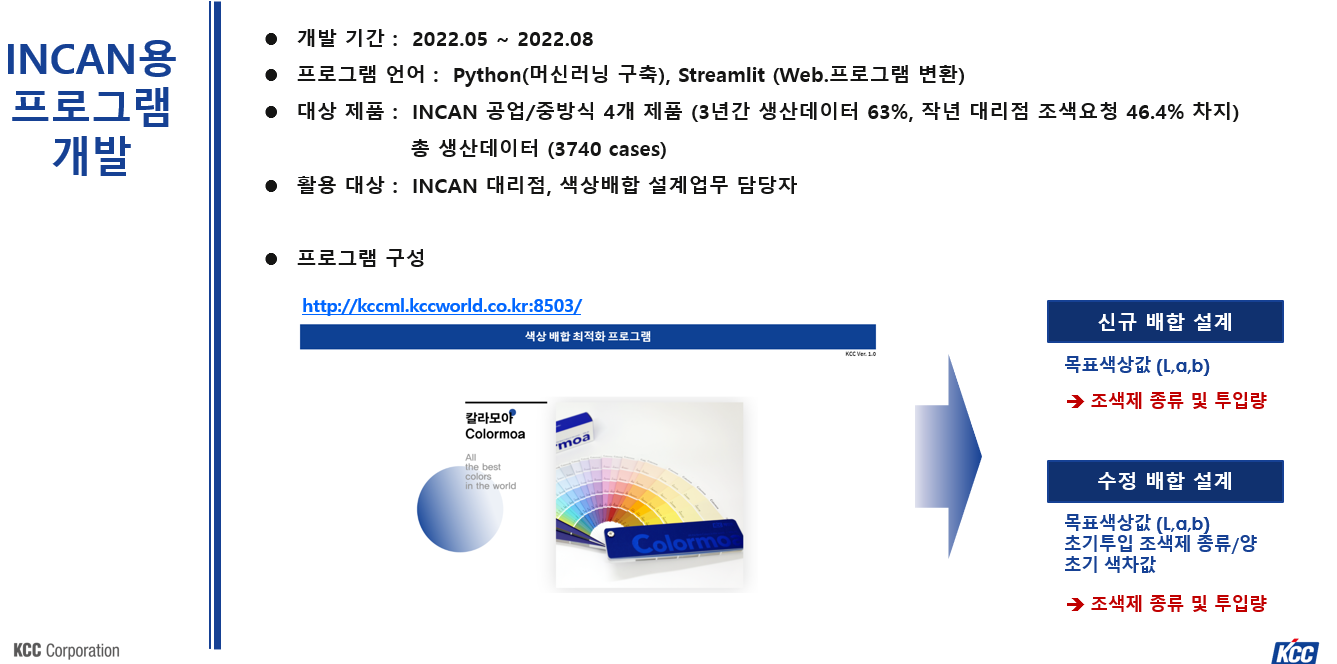 INCAN용
프로그램
개발
● 개발 기간 : 2022.05 ~ 2022.08
● 프로그램 언어 : Python(머신러닝 구축), Streamlit (Web.프로그램 변환)
● 대상 제품 : INCAN 공업/중방식 4개 제품 (3년간 생산데이터 63%, 작년 대리점 조색요청 46.4% 차지)
총 생산데이터 (3740 cases)
● 활용 대상 : INCAN 대리점, 색상배합 설계업무 담당자
● 프로그램 구성
http://kccml.kccworld.co.kr:8503/
색상 배합 최적화 프로그램
KCC Ver. 1.0
칼라모아
Colormoa
All
the best
colors
in the world
moa
Colormo
신규 배합 설계
목표색상값 (L,a,b)
➔ 조색제 종류 및 투입량
수정 배합 설계
목표색상값 (L,a,b)
초기투입 조색제 종류/양
초기 색차값
➔ 조색제 종류 및 투입량
KCC Corporation
KCC